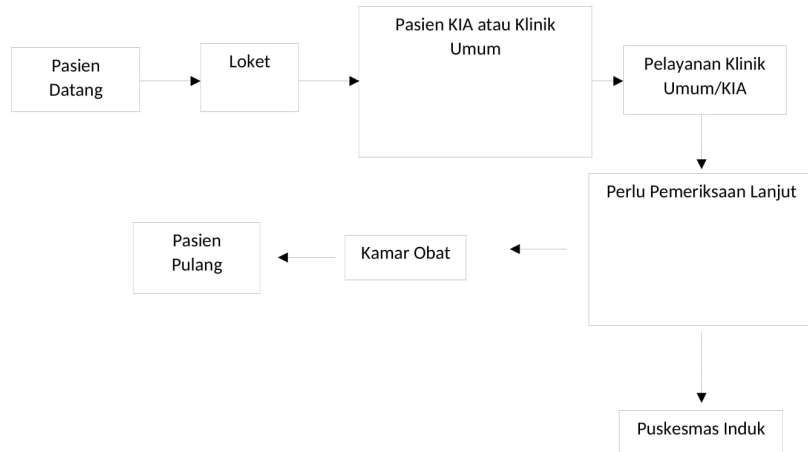 Pasien
Datang
Loket
Pasien KIA atau Klinik
Umum
Pelayanan Klinik
Umum/KIA
Perlu Pemeriksaan Lanjut
Kamar Obat
Pasien
Pulang
Puskesmas Induk